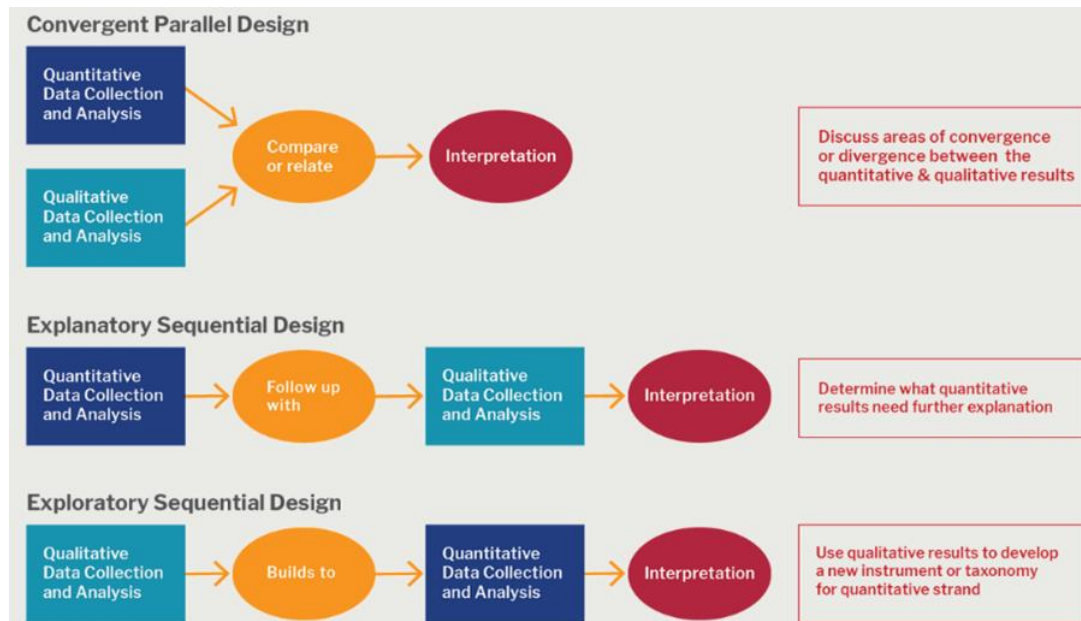 Convergent Parallel Design
Quantitative
Data Collection
and Analysis
Compare
or relate
Interpretation
Discuss areas of convergence
or divergence between the
quantitative & qualitative results
Qualitative
Data Collection
and Analysis
Explanatory Sequential Design
Quantitative
Data Collection
and Analysis
Follow up
with
Qualitative
Data Collection
and Analysis
Interpretation
Determine what quantitative
results need further explanation
Exploratory Sequential Design
Qualitative
Data Collection
and Analysis
Builds to
Quantitative
Data Collection
and Analysis
Interpretation
Use qualitative results to develop
a new instrument or taxonomy
for quantitative strand